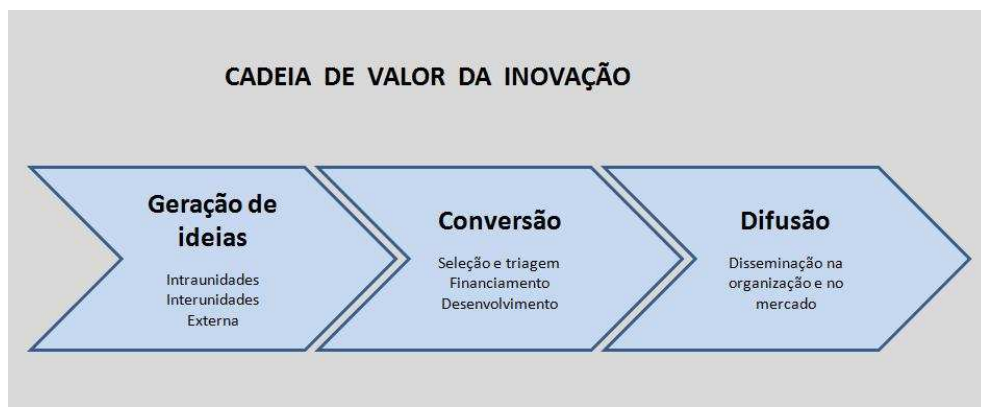 CADEIA DE VALOR DA INOVAÇÃO
Geração de
ideias
Intraunidades
Interunidades
Externa
Conversão
Seleção e triagem
Financiamento
Desenvolvimento
Difusão
Disseminação na
organização e no
mercado